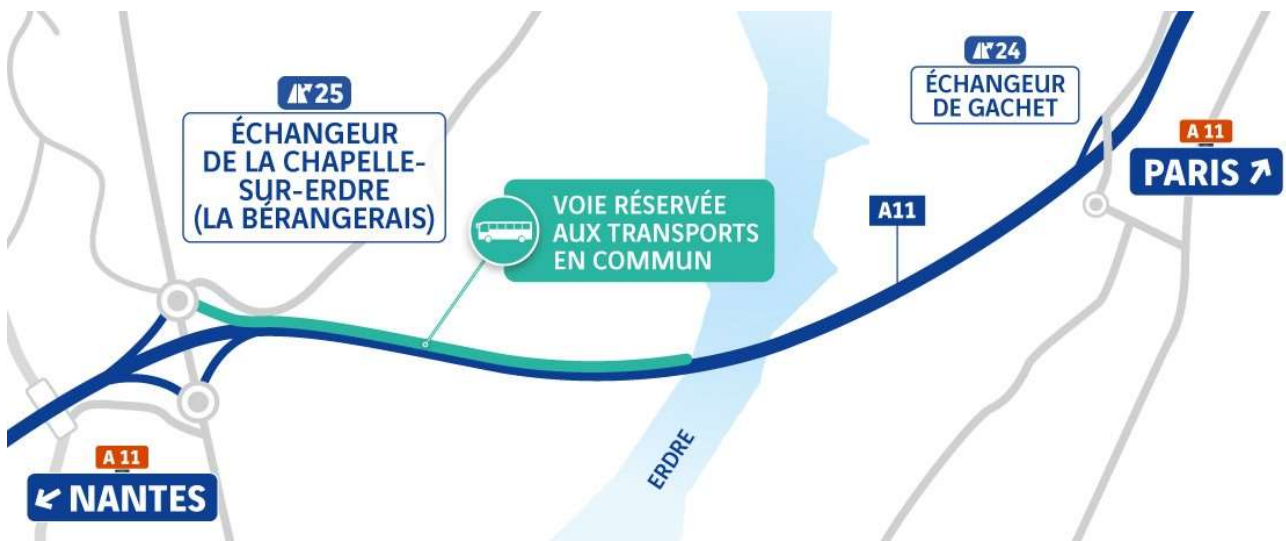 25
ÉCHANGEUR
DE LA CHAPELLE-
SUR-ERDRE
(LA BÉRANGERAIS)
VOIE RÉSERVÉE
AUX TRANSPORTS
EN COMMUN
24
ÉCHANGEUR
DE GACHET
A 11
PARIS
A11
ERDRE
A 11
NANTES